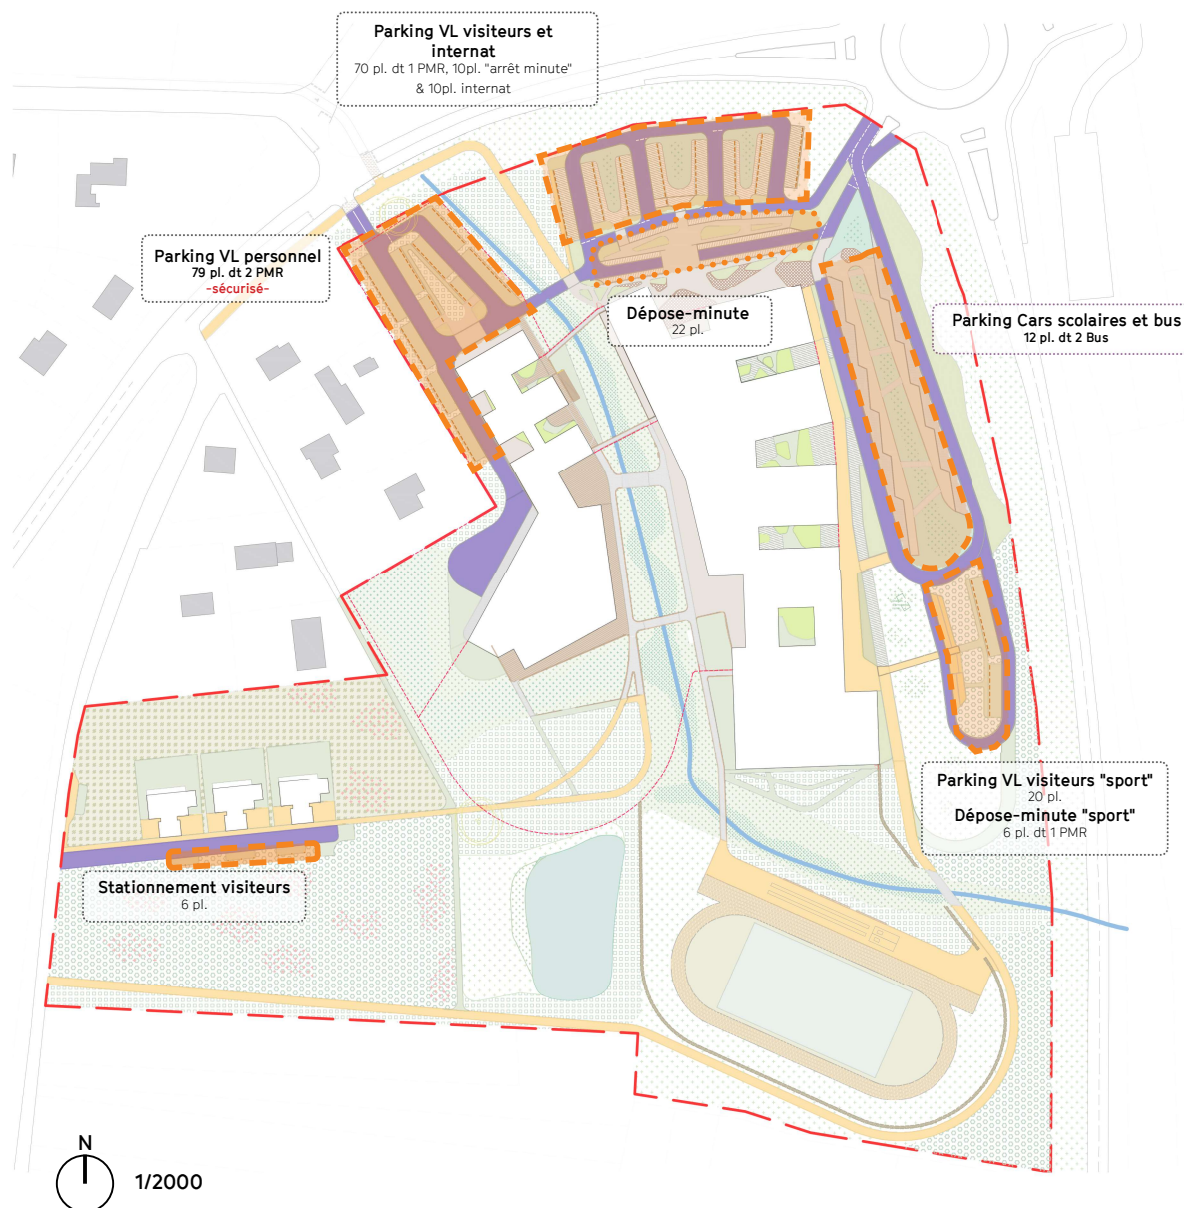 Parking VL visiteurs et
internat
70 pl. dt 1 PMR, 10pl. "arrêt minute"
& 10pl. internat
Parking VL personnel
79 pl. dt 2 PMR
-sécurisé-
Dépose-minute
22 pl.
Parking Cars scolaires et bus
12 pl. dt 2 Bus
Parking VL visiteurs "sport"
20 pl.
Dépose-minute "sport"
6 pl. dt 1 PMR
Stationnement visiteurs
6 pl.
N
1/2000